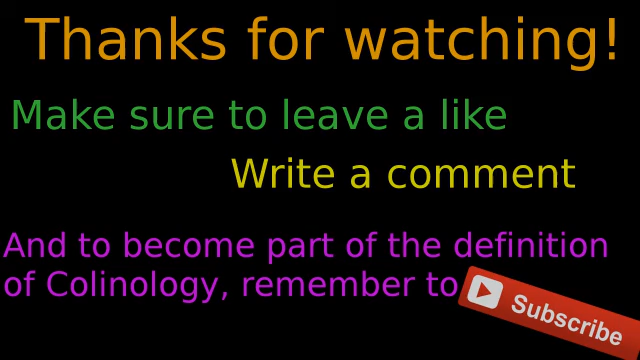 Thanks for watching!
Make sure to leave a like
Write a comment
And to become part of the definition
of Colinology, remember to
Subscribe